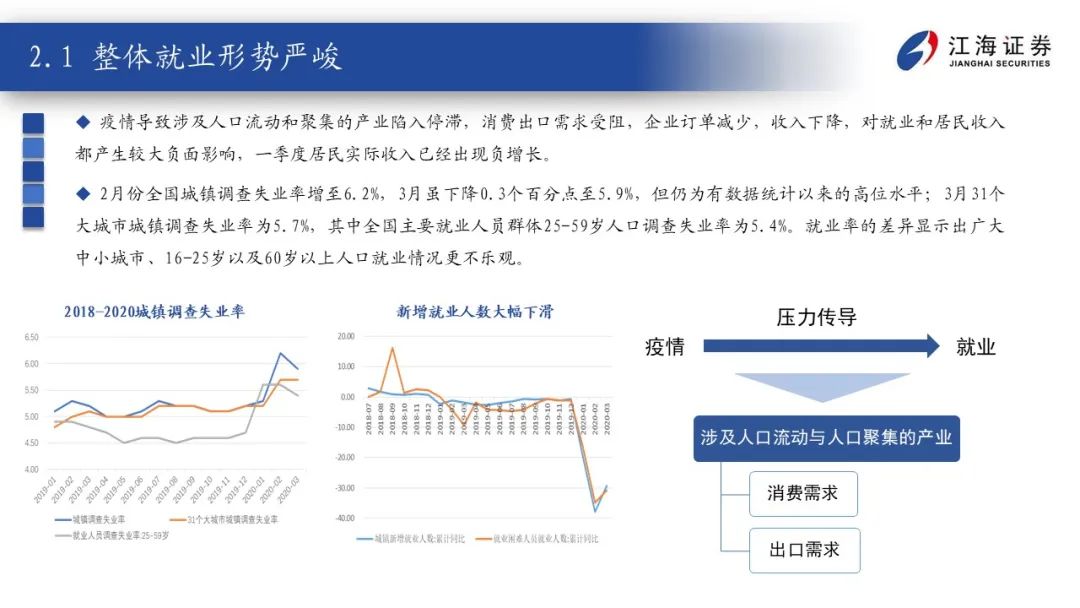 2.1 整体就业形势严峻
江海证券
JIANGHAI SECURITIES
◆ 疫情导致涉及人口流动和聚集的产业陷入停滞，消费出口需求受阻，企业订单减少，收入下降，对就业和居民收入
都产生较大负面影响，一季度居民实际收入已经出现负增长。
◆ 2月份全国城镇调查失业率增至6.2%，3月虽下降0.3个百分点至5.9%，但仍为有数据统计以来的高位水平；3月31个
大城市城镇调查失业率为5.7%，其中全国主要就业人员群体25-59岁人口调查失业率为5.4%。就业率的差异显示出广大
中小城市、16-25岁以及60岁以上人口就业情况更不乐观。
2018-2020城镇调查失业率
6.50
6.00
5.50
5.00
4.50
4.00
2019-01
2019-02
2019-03
2019-04
2019-05
2019-06
2019-07
2019-08
2019-09
2019-10
2019-11
2019-12
2020-01
2020-02
2020-03
城镇调查失业率
31个大城市城镇调查失业率
就业人员调查失业率:25-59岁
新增就业人数大幅下滑
20.00
10.00
0.00
-10.00
-20.00
-30.00
-40.00
2018-07
2018-08
2018-09
2018-10
2018-11
2018-12
2019-01
2019-02
2019-03
2019-04
2019-05
2019-06
2019-07
2019-08
2019-09
2019-10
2019-11
2019-12
2020-01
2020-02
2020-03
城镇新增就业人数:累计同比
就业困难人员就业人数:累计同比
压力传导
疫情
就业
涉及人口流动与人口聚集的产业
消费需求
出口需求